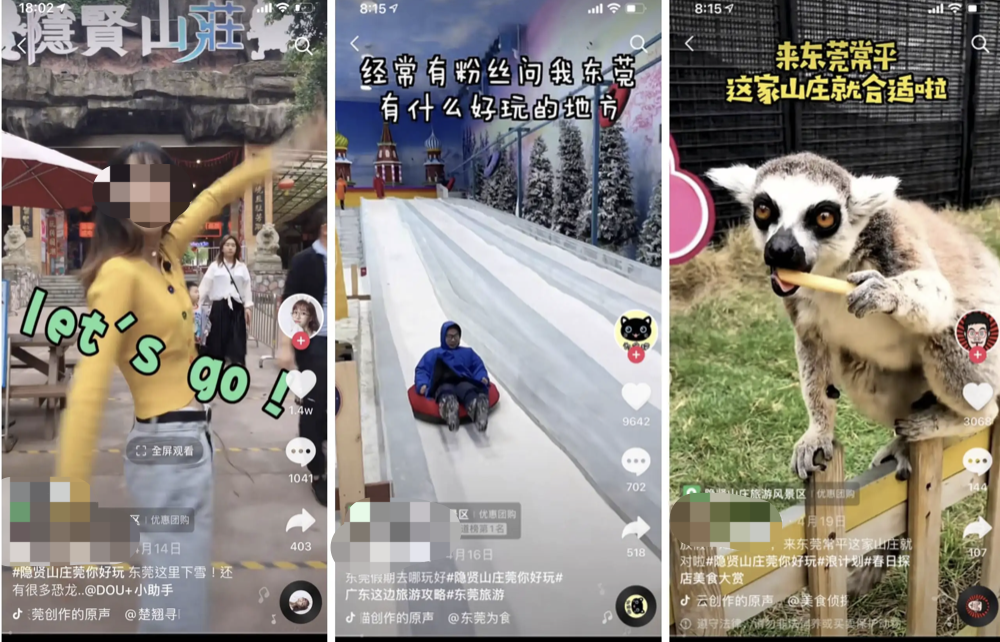 18:02
隱賢山莊
let's go!
1.4w
全屏观看
1041
区 | 优惠团购
403
月14日
#隐贤山庄莞你好玩 东莞这里下雪！还
有很多恐龙..@DOU+小助手
莞创作的原声 @楚翘寻
8:15
经常有粉丝问我东莞
有什么好玩的地方
9642
702
区 | 优惠团购
道榜第1名
518
月16日
东莞假期去哪玩好#隐贤山庄莞你好玩#
广东这边旅游攻略#东莞旅游
喵创作的原声 @东莞为食
8:15
来东莞常平
这家山庄就合适啦
3068
144
隐贤山庄旅游风景区 | 优惠团购
107
4月19日
，来东莞常平这家山庄就
对啦#隐贤山庄莞你好玩#浪计划#春日探
店美食大赏
云创作的原声 @美食侦探